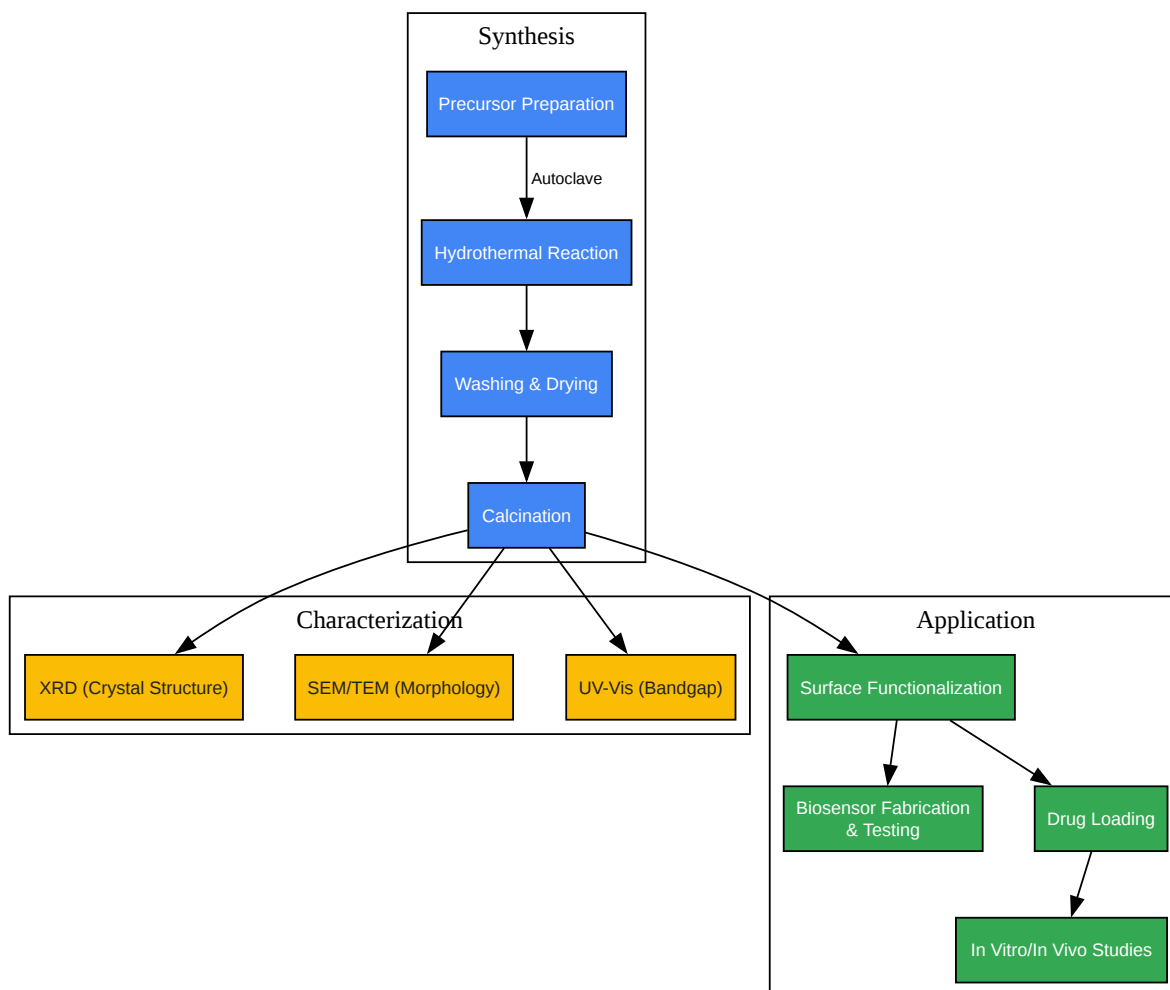 Synthesis
Precursor Preparation
Autoclave
Hydrothermal Reaction
Washing & Drying
Calcination
Characterization
XRD (Crystal Structure)
SEM/TEM (Morphology)
UV-Vis (Bandgap)
Application
Surface Functionalization
Biosensor Fabrication
& Testing
Drug Loading
In Vitro/In Vivo Studies